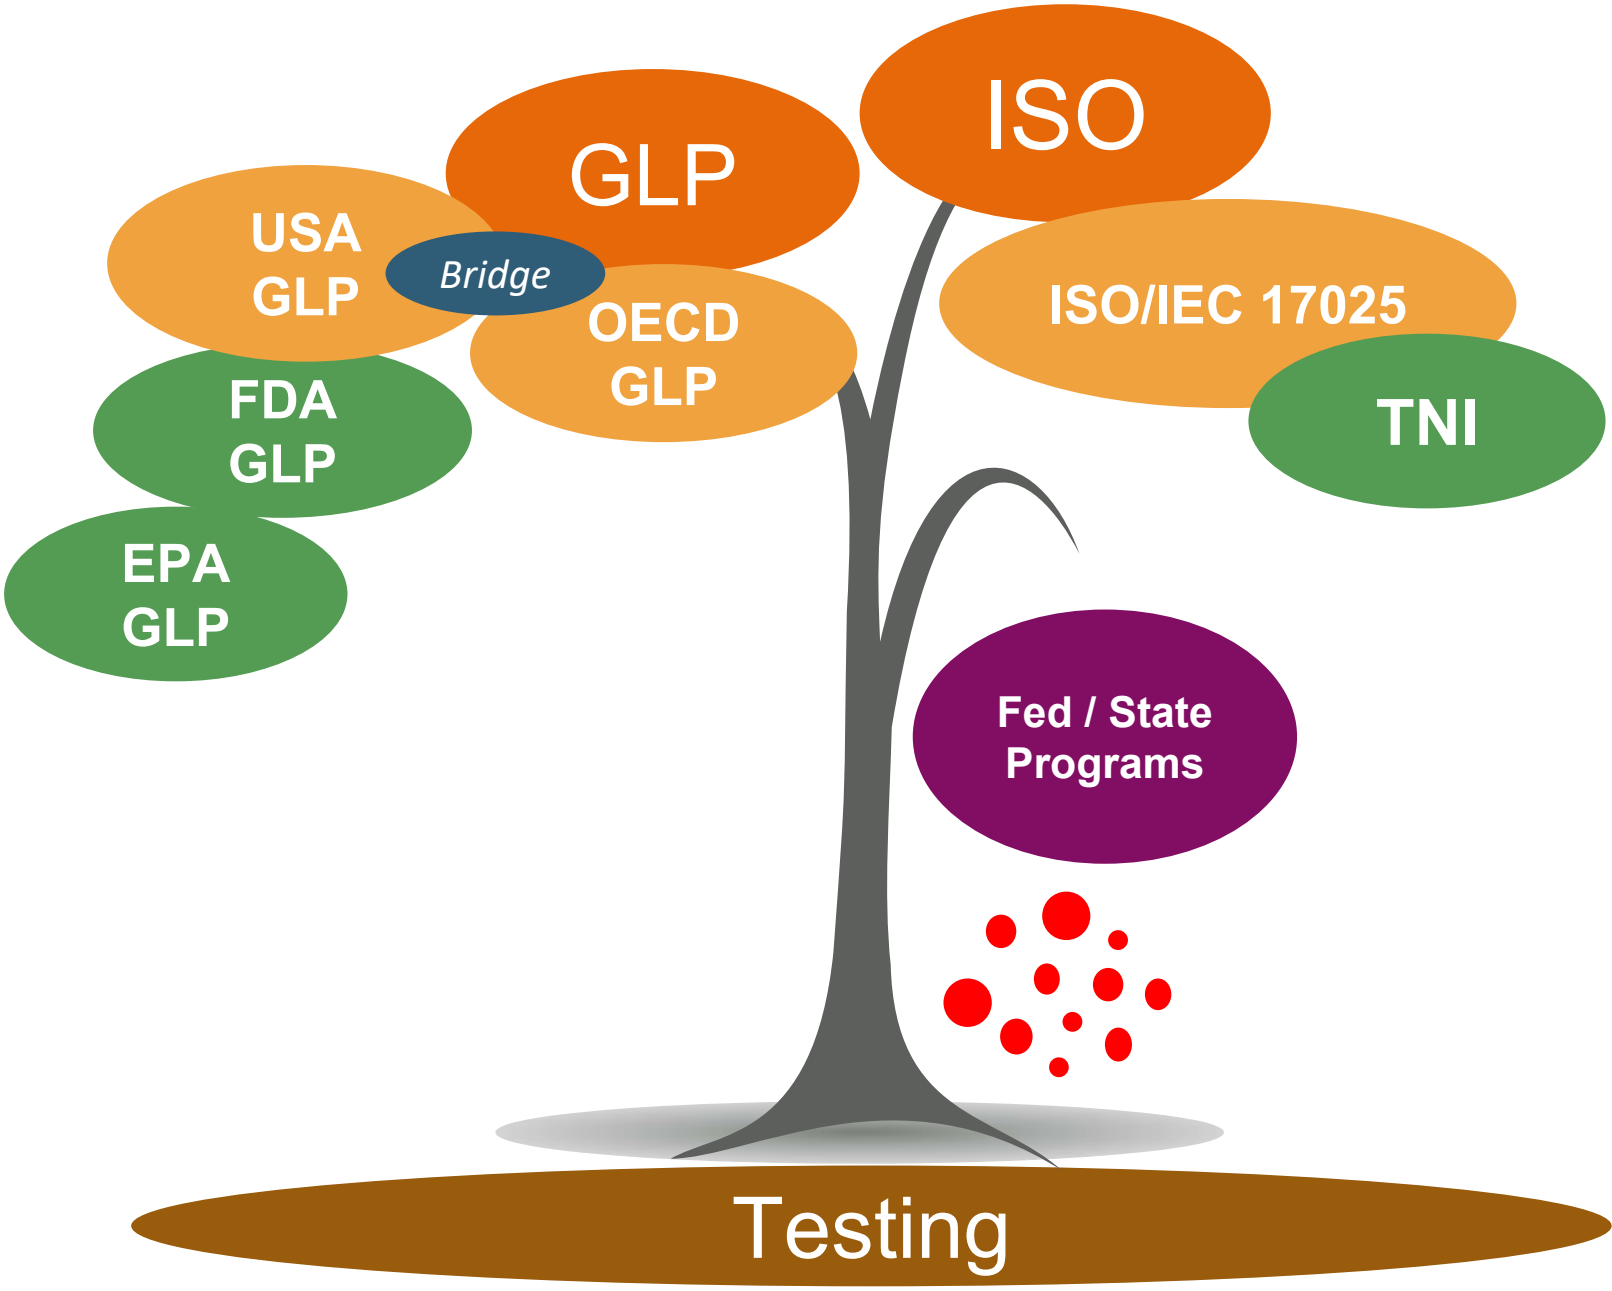 ISO
GLP
USA
GLP
Bridge
OECD
GLP
ISO/IEC 17025
TNI
FDA
GLP
EPA
GLP
Fed / State
Programs
Testing